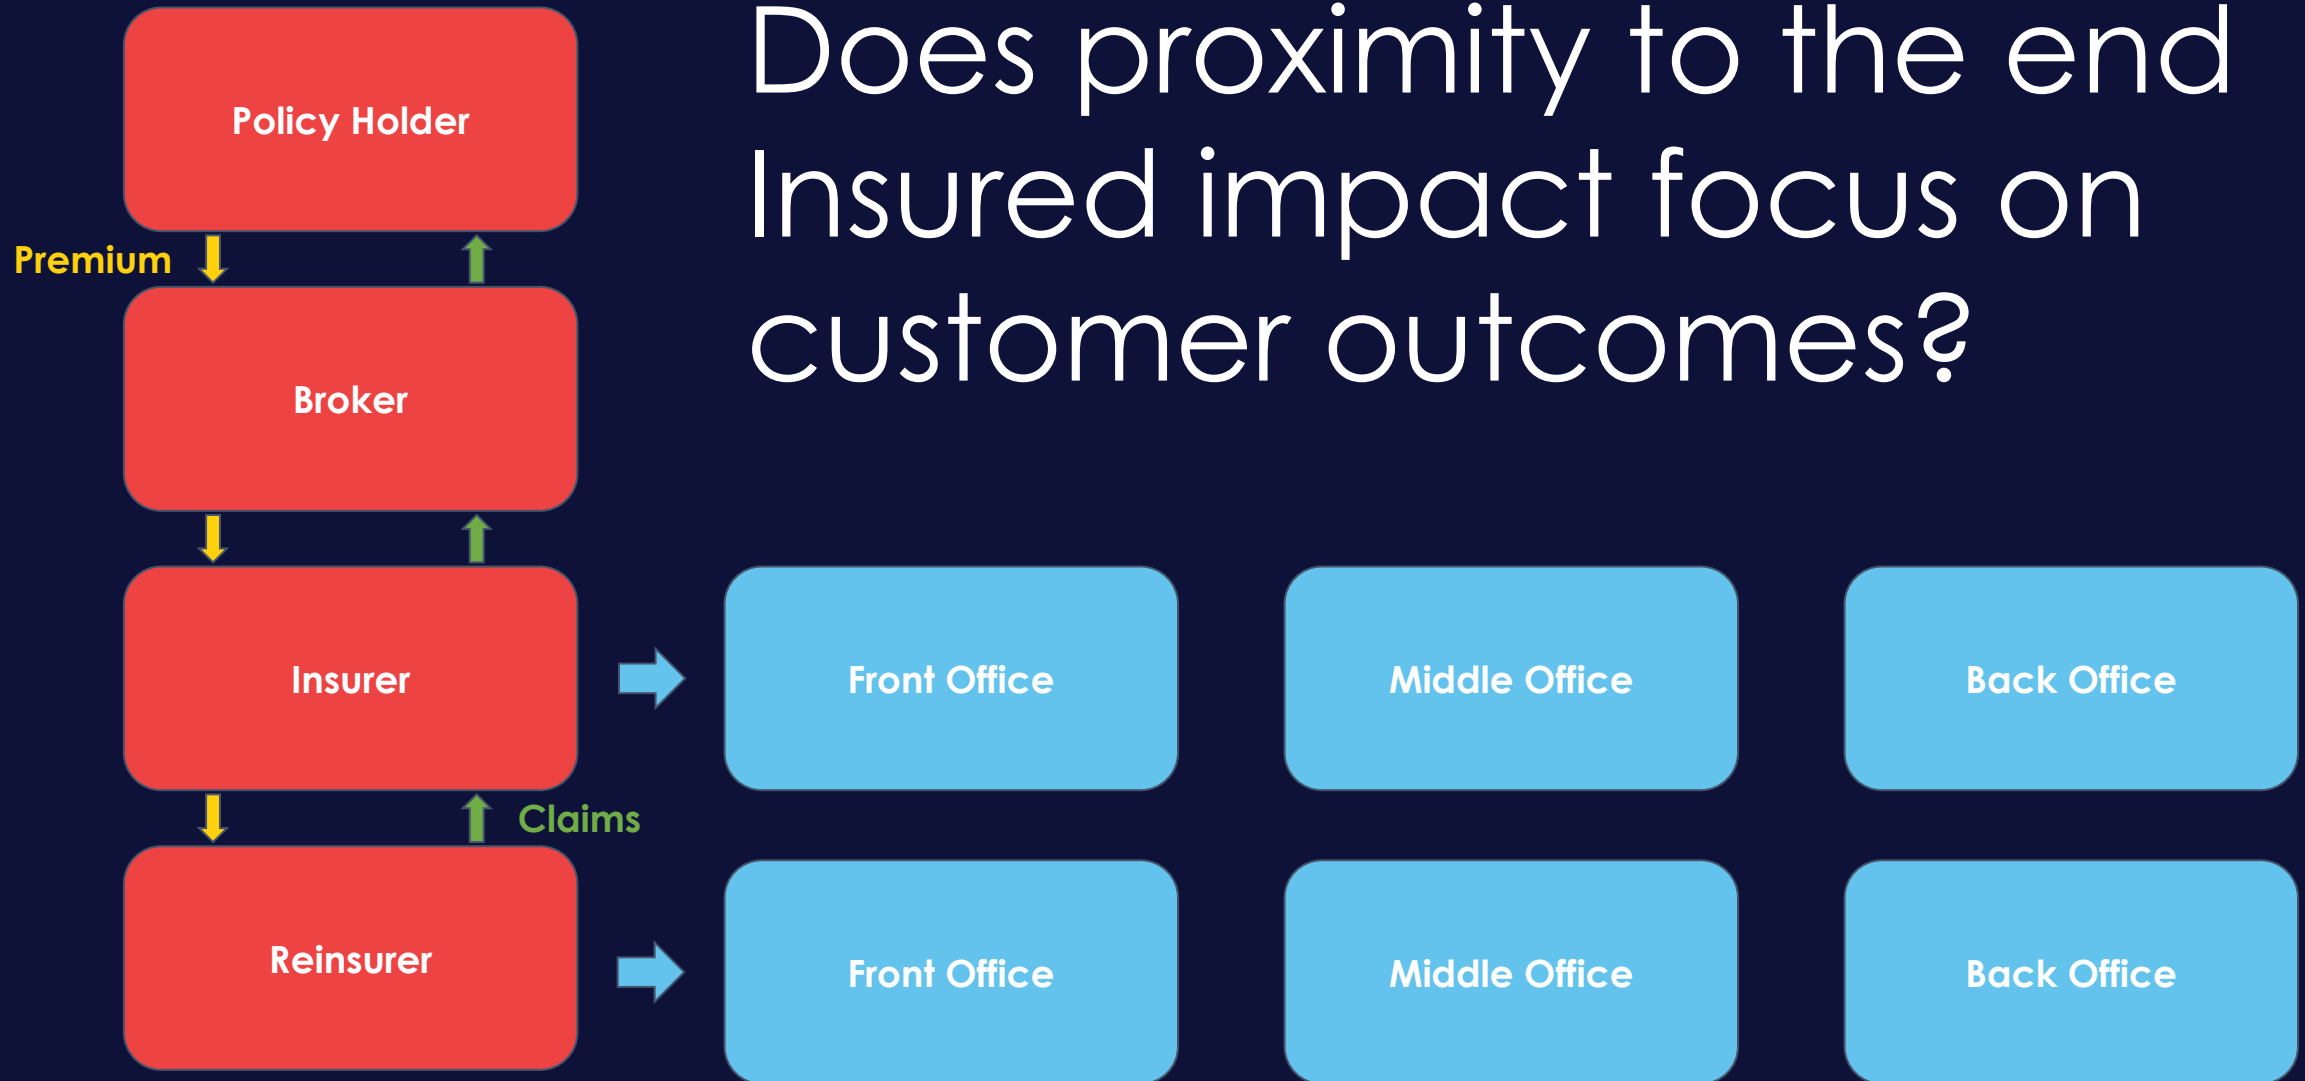 Does proximity to the end
Insured impact focus on
customer outcomes?
Policy Holder
Premium
Broker
Insurer
Front Office
Middle Office
Back Office
Claims
Reinsurer
Front Office
Middle Office
Back Office